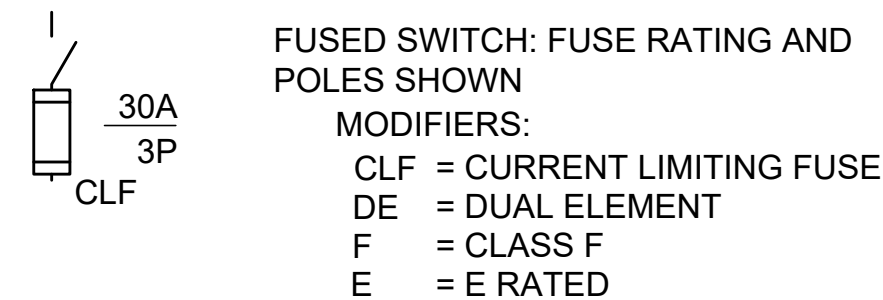 30A
3P
CLF
FUSED SWITCH: FUSE RATING AND
POLES SHOWN
MODIFIERS:
CLF = CURRENT LIMITING FUSE
DE = DUAL ELEMENT
F = CLASS F
E = E RATED